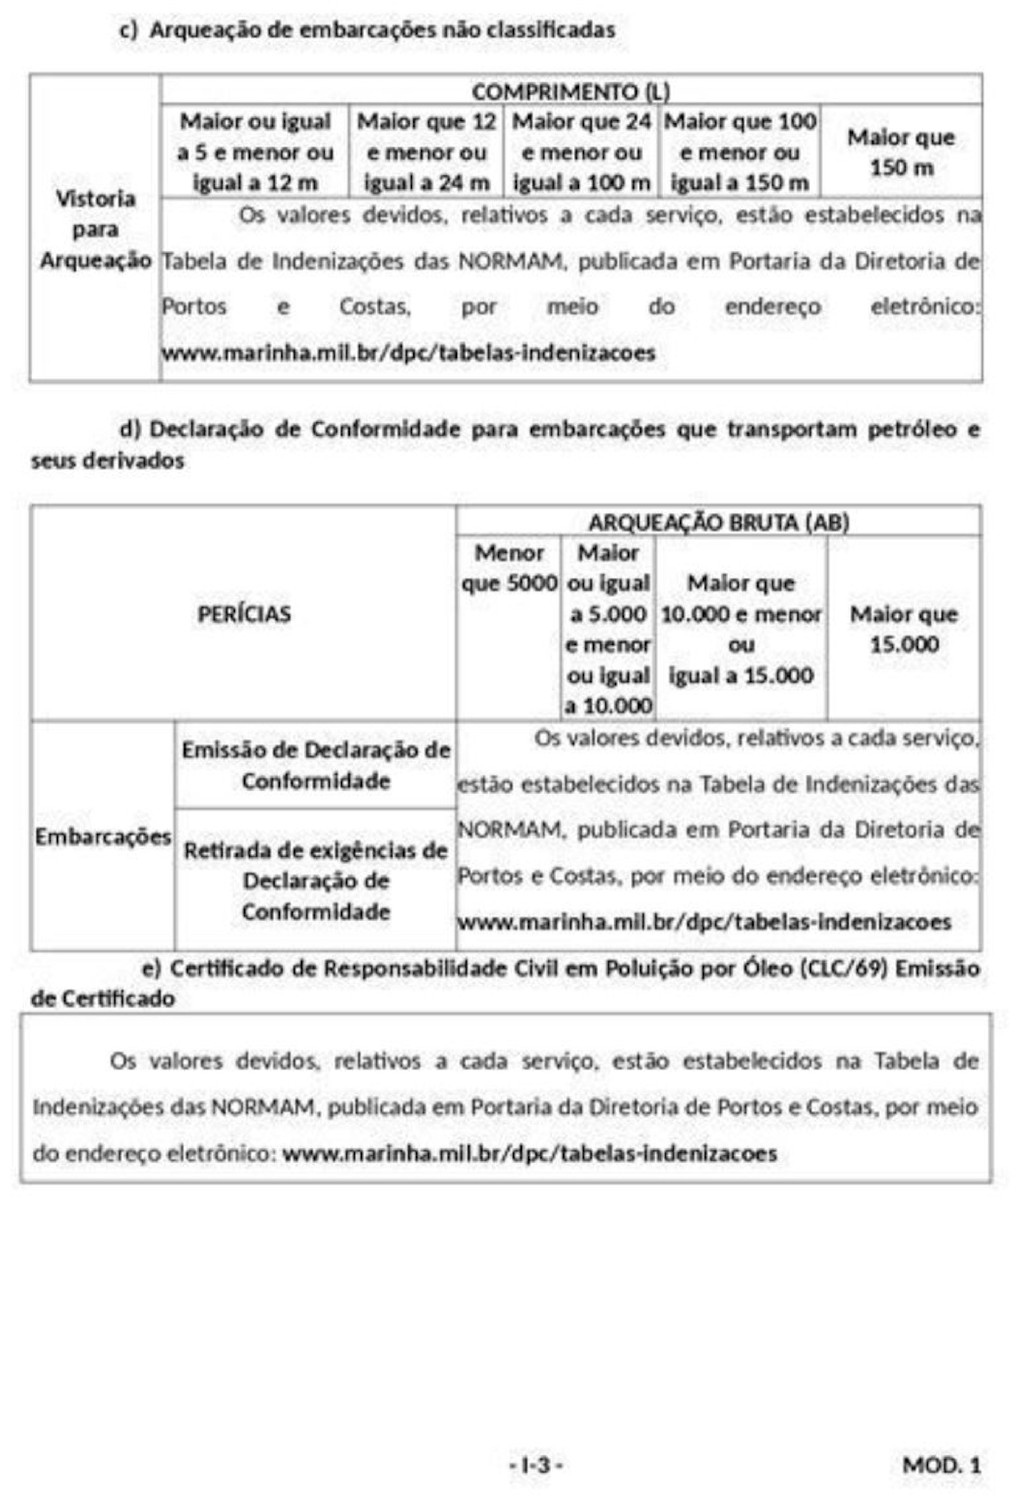 c) Arqueação de embarcações não classificadas
COMPRIMENTO (L)
Maior ou igual
a 5 e menor ou
igual a 12 m
Maior que 12
e menor ou
igual a 24 m
Maior que 24
e menor ou
igual a 100 m
Maior que 100
e menor ou
igual a 150 m
Maior que
150 m
Vistoria
para
Arqueação
Os valores devidos, relativos a cada serviço, estão estabelecidos na
Tabela de Indenizações das NORMAM, publicada em Portaria da Diretoria de
Portos e Costas, por meio do endereço eletrônico:
www.marinha.mil.br/dpc/tabelas-indenizacoes
d) Declaração de Conformidade para embarcações que transportam petróleo e
seus derivados
PERÍCIAS
ARQUEAÇÃO BRUTA (AB)
Menor
que 5000
Maior
ou igual
a 5.000
e menor
ou igual
a 10.000
Maior que
10.000 e menor
ou
igual a 15.000
Maior que
15.000
Embarcações
Emissão de Declaração de
Conformidade
Retirada de exigências de
Declaração de
Conformidade
Os valores devidos, relativos a cada serviço,
estão estabelecidos na Tabela de Indenizações das
NORMAM, publicada em Portaria da Diretoria de
Portos e Costas, por meio do endereço eletrônico:
www.marinha.mil.br/dpc/tabelas-indenizacoes
e) Certificado de Responsabilidade Civil em Poluição por Óleo (CLC/69) Emissão
de Certificado
Os valores devidos, relativos a cada serviço, estão estabelecidos na Tabela de
Indenizações das NORMAM, publicada em Portaria da Diretoria de Portos e Costas, por meio
do endereço eletrônico: www.marinha.mil.br/dpc/tabelas-indenizacoes
- I-3 -
MOD. 1